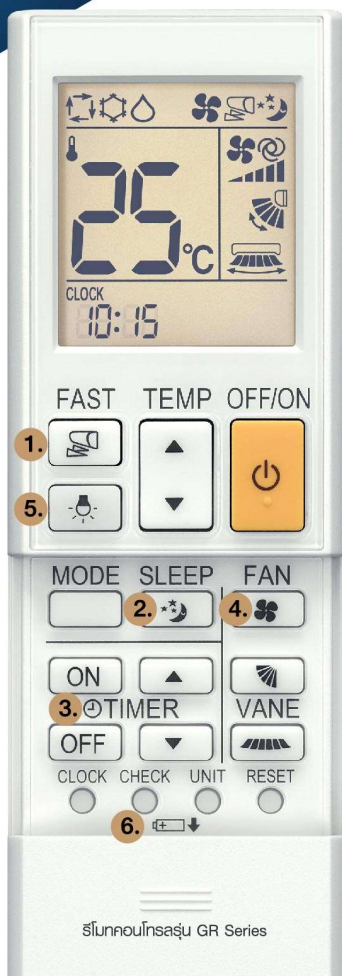 25°C
CLOCK
10:15
FAST TEMP OFF/ON
1.
5.
MODE SLEEP FAN
2. 4.
ON
3. TIMER VANE
OFF
CLOCK CHECK UNIT RESET
6.
รีโมทคอนโทรลรุ่น GR Series